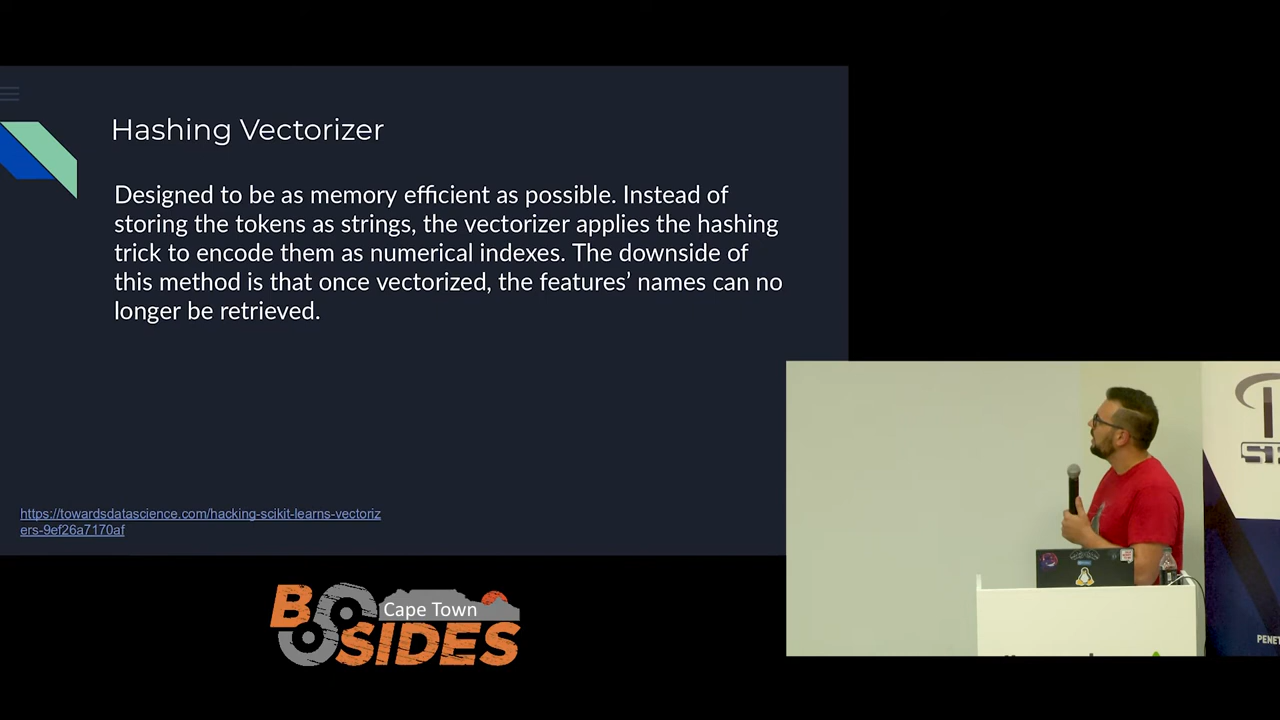 Hashing Vectorizer
Designed to be as memory efficient as possible. Instead of
storing the tokens as strings, the vectorizer applies the hashing
trick to encode them as numerical indexes. The downside of
this method is that once vectorized, the features’ names can no
longer be retrieved.
https://towardsdatascience.com/hacking-scikit-learns-vectoriz
ers-9ef26a7170af
PENET
BSIDES
Cape Town